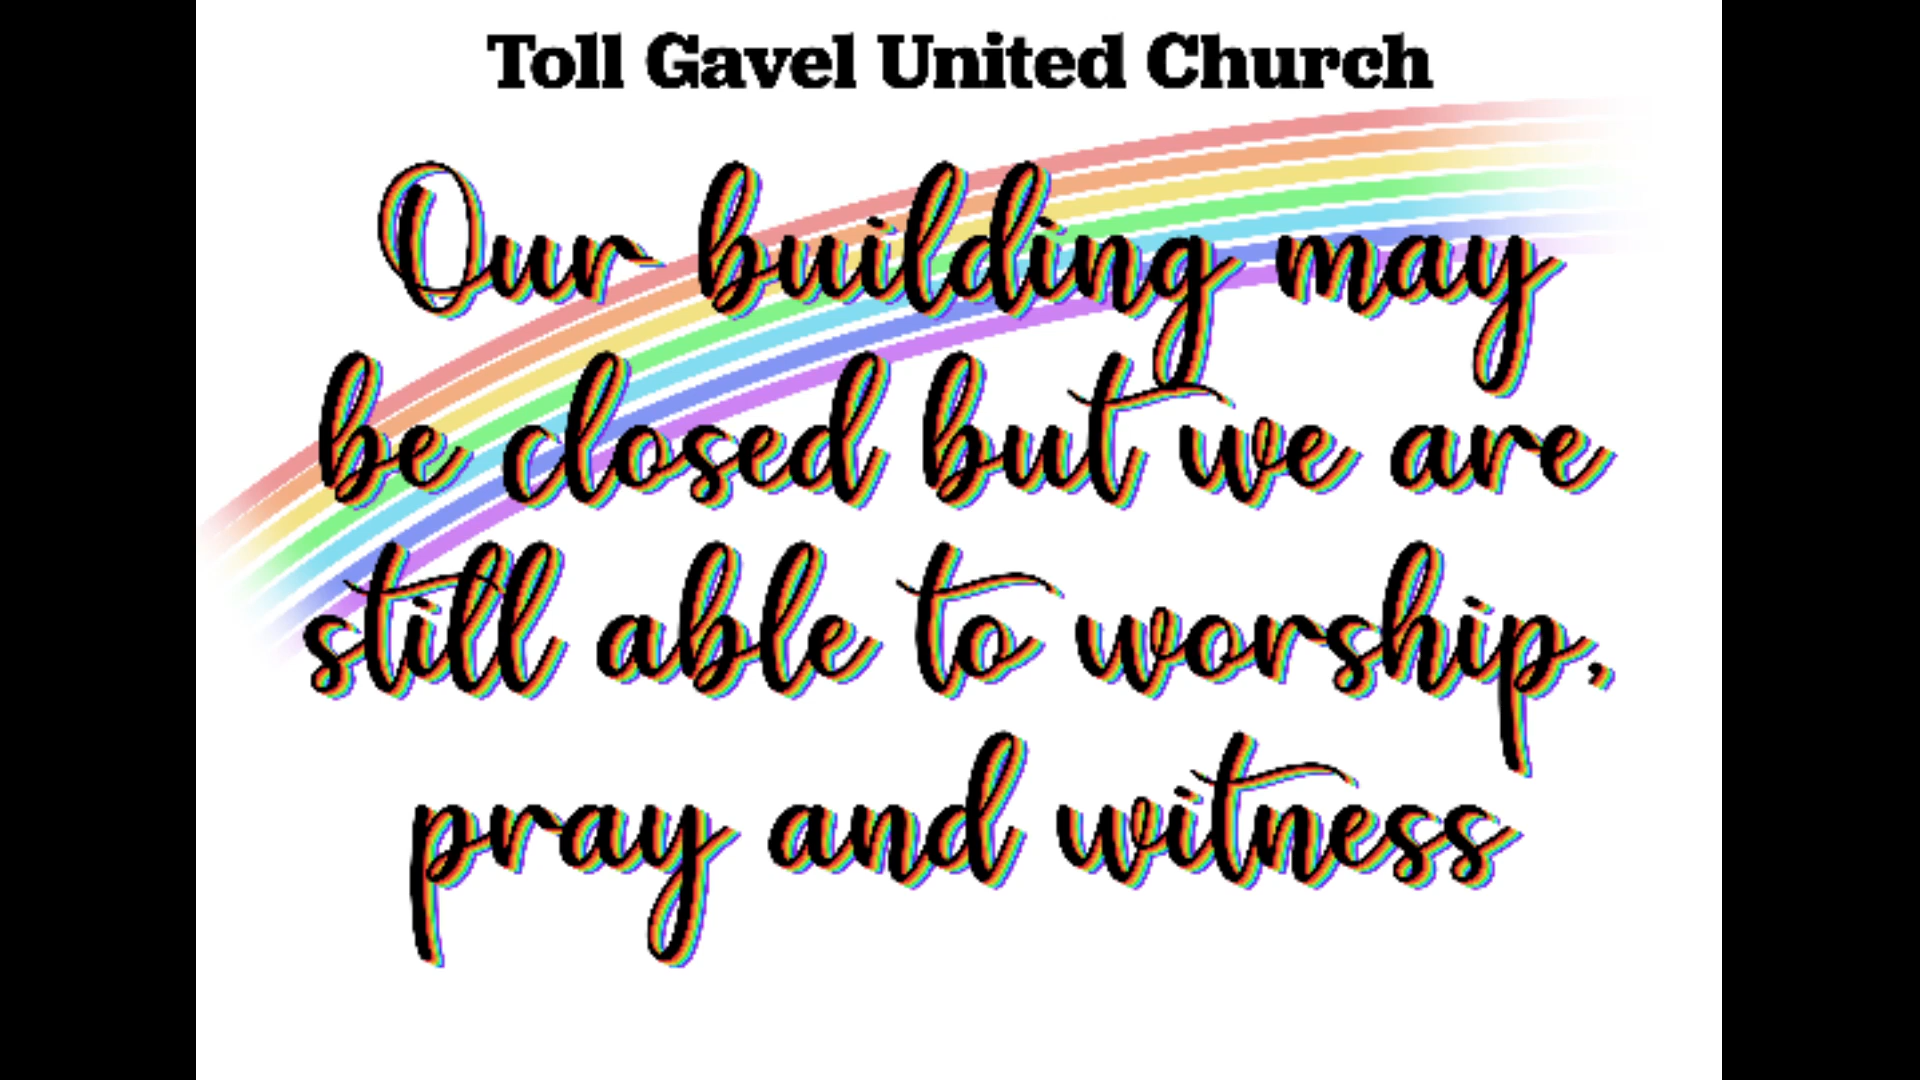 Toll Gavel United Church
Our building may
be closed but we are
still able to worship,
pray and witness